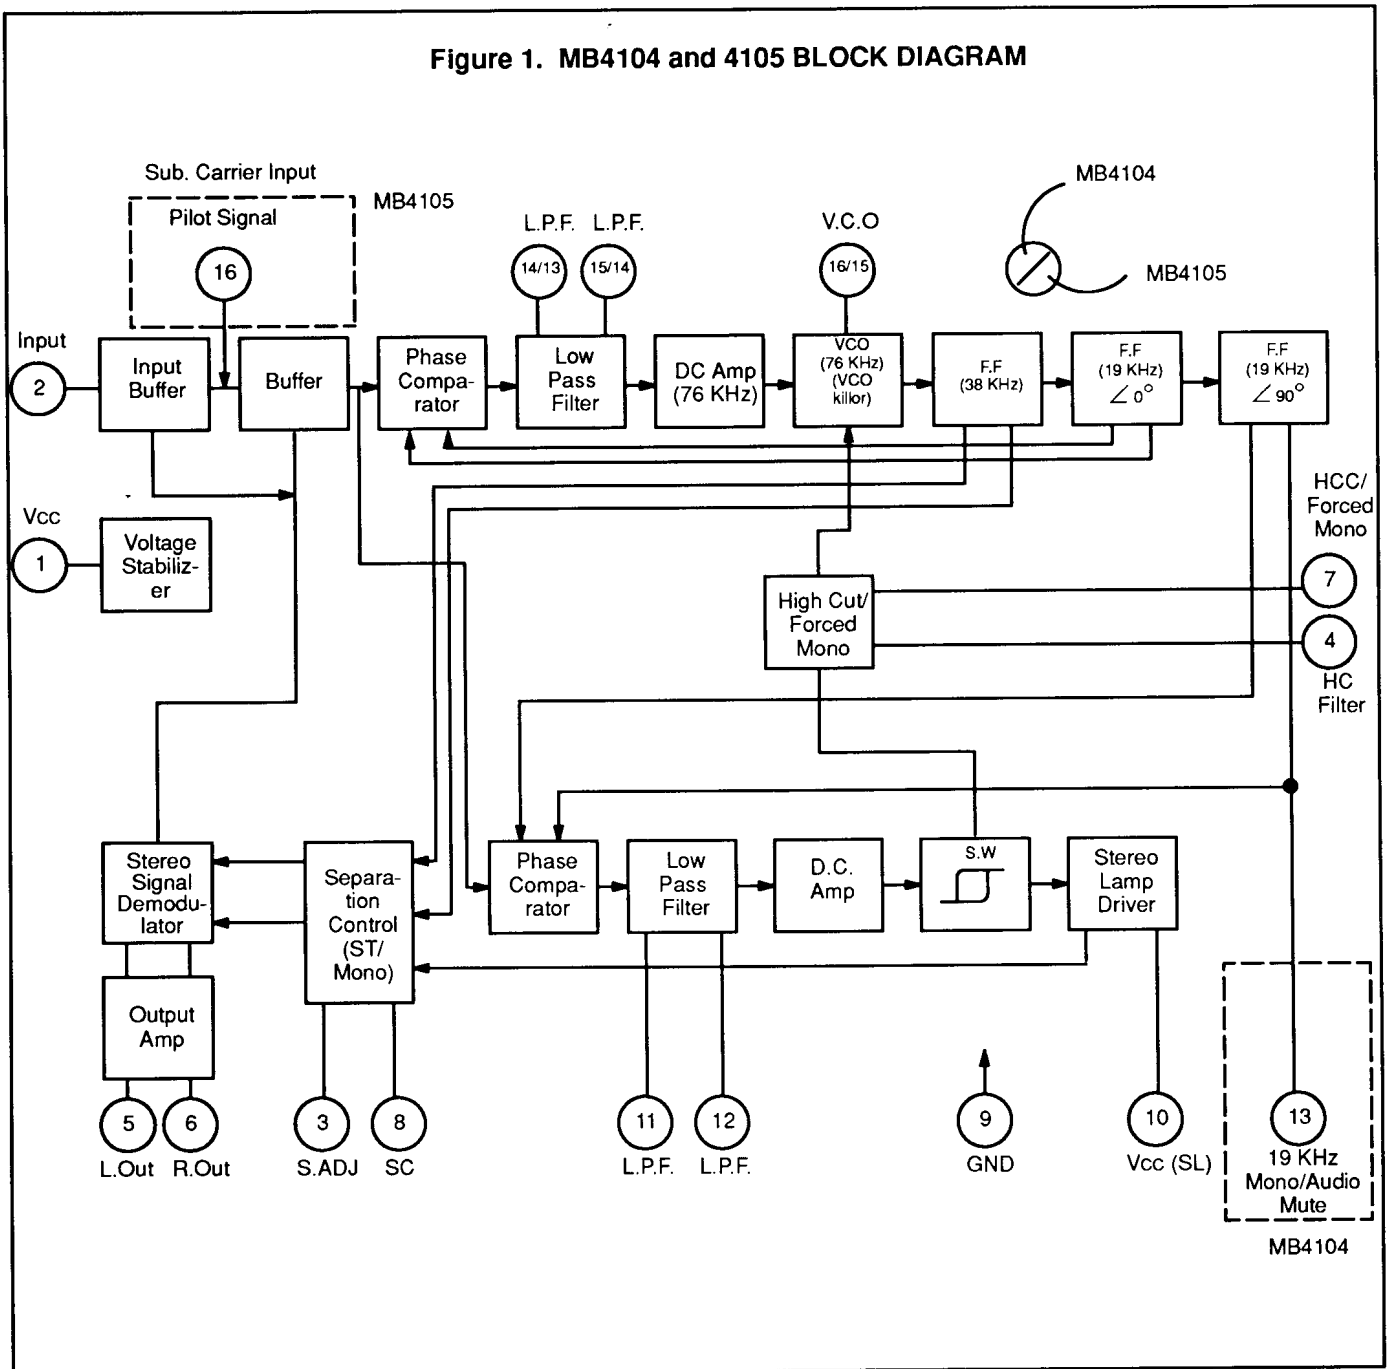 Figure 1. MB4104 and 4105 BLOCK DIAGRAM
Sub. Carrier Input
MB4105
Pilot Signal
16
L.P.F.
L.P.F.
V.C.O
MB4104
MB4105
14/13
15/14
16/15
Input
2
Input
Buffer
Buffer
Phase
Compa-
rator
Low
Pass
Filter
DC Amp
(76 KHz)
VCO
(76 KHz)
(VCO
killor)
F.F
(38 KHz)
F.F
(19 KHz)
∠ 0°
F.F
(19 KHz)
∠ 90°
HCC/
Forced
Mono
7
4
HC
Filter
Vcc
1
Voltage
Stabiliz-
er
High Cut/
Forced
Mono
Stereo
Signal
Demodu-
lator
Separa-
tion
Control
(ST/
Mono)
Phase
Compa-
rator
Low
Pass
Filter
D.C.
Amp
S.W
Stereo
Lamp
Driver
Output
Amp
5
6
3
8
11
12
9
10
13
L.Out
R.Out
S.ADJ
SC
L.P.F.
L.P.F.
GND
Vcc (SL)
19 KHz
Mono/Audio
Mute
MB4104